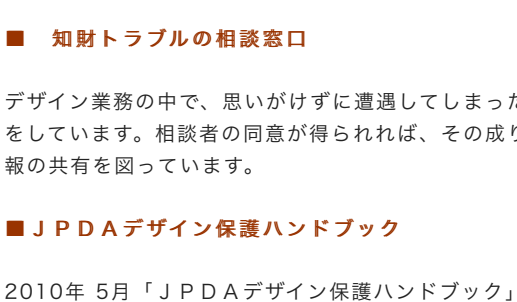 ■　知財トラブルの相談窓口
デザイン業務の中で、思いがけずに遭遇してしまった
をしています。相談者の同意が得られれば、その成り
報の共有を図っています。
■ＪＰＤＡデザイン保護ハンドブック
2010年 5月「ＪＰＤＡデザイン保護ハンドブック」